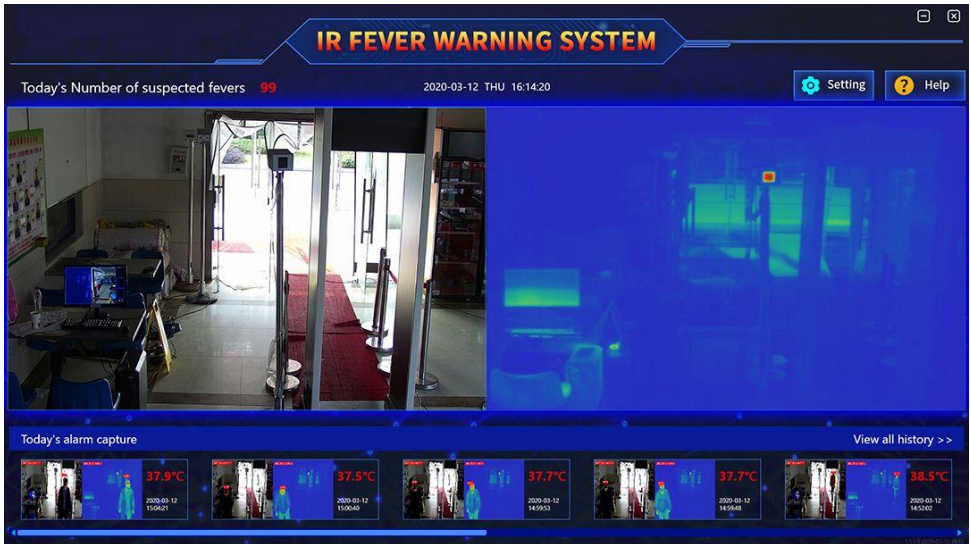 IR FEVER WARNING SYSTEM
Today's Number of suspected fevers 99
2020-03-12 THU 16:14:20
Setting
Help
Today's alarm capture
View all history >>
37.9°C
2020-03-12
15:04:21
37.5°C
2020-03-12
15:00:40
37.7°C
2020-03-12
14:59:53
37.7°C
2020-03-12
14:59:48
38.5°C
2020-03-12
14:52:02